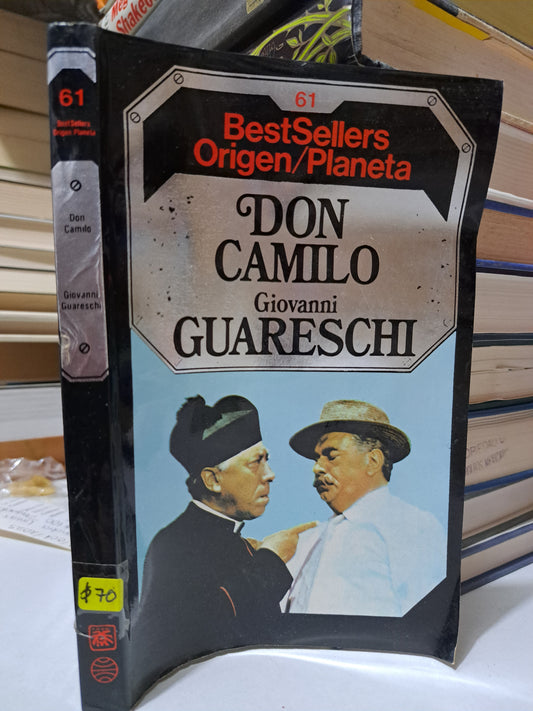 61
BestSellers
Origen/Planeta
DON
CAMILO
Giovanni
GUARESCHI
61
BestSellers
Origen Planeta
Don
Camilo
Giovanni
Guareschi
$70